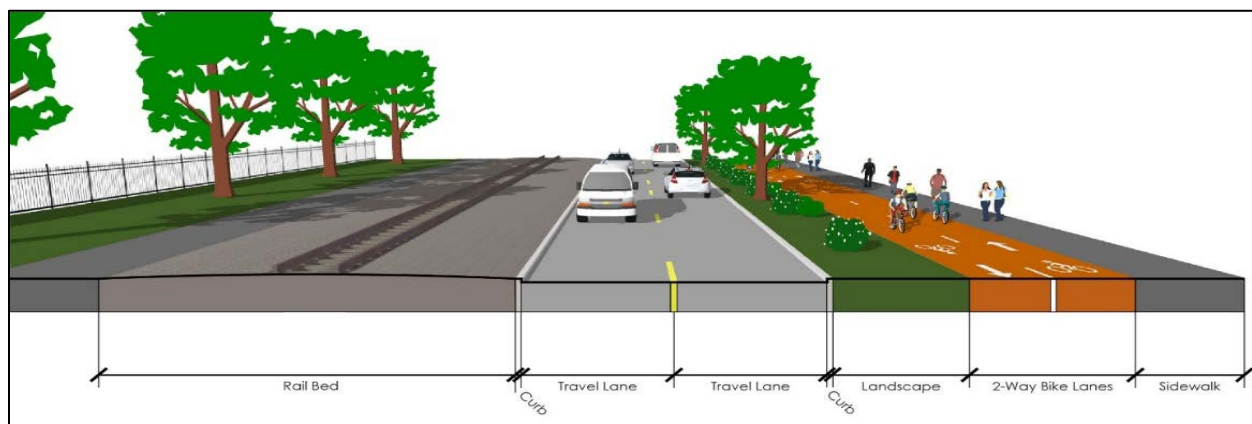 Rail Bed
Curb
Travel Lane
Travel Lane
Curb
Landscape
2-Way Bike Lanes
Sidewalk